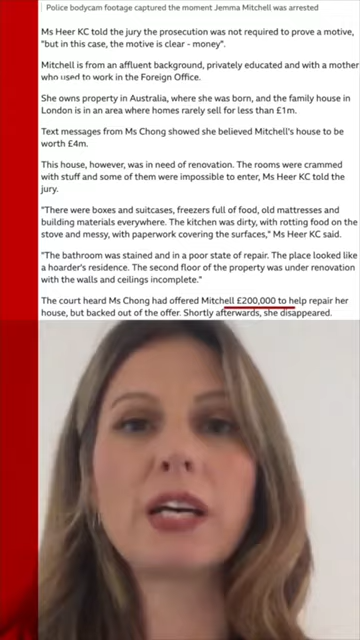 Police bodycam footage captured the moment Jemma Mitchell was arrested
Ms Heer KC told the jury the prosecution was not required to prove a motive,
"but in this case, the motive is clear - money".
Mitchell is from an affluent background, privately educated and with a mother
who used to work in the Foreign Office.
She owns property in Australia, where she was born, and the family house in
London is in an area where homes rarely sell for less than £1m.
Text messages from Ms Chong showed she believed Mitchell's house to be
worth £4m.
This house, however, was in need of renovation. The rooms were crammed
with stuff and some of them were impossible to enter, Ms Heer KC told the
jury.
"There were boxes and suitcases, freezers full of food, old mattresses and
building materials everywhere. The kitchen was dirty, with rotting food on the
stove and messy, with paperwork covering the surfaces," Ms Heer KC said.
"The bathroom was stained and in a poor state of repair. The place looked like
a hoarder's residence. The second floor of the property was under renovation
with the walls and ceilings incomplete."
The court heard Ms Chong had offered Mitchell £200,000 to help repair her
house, but backed out of the offer. Shortly afterwards, she disappeared.